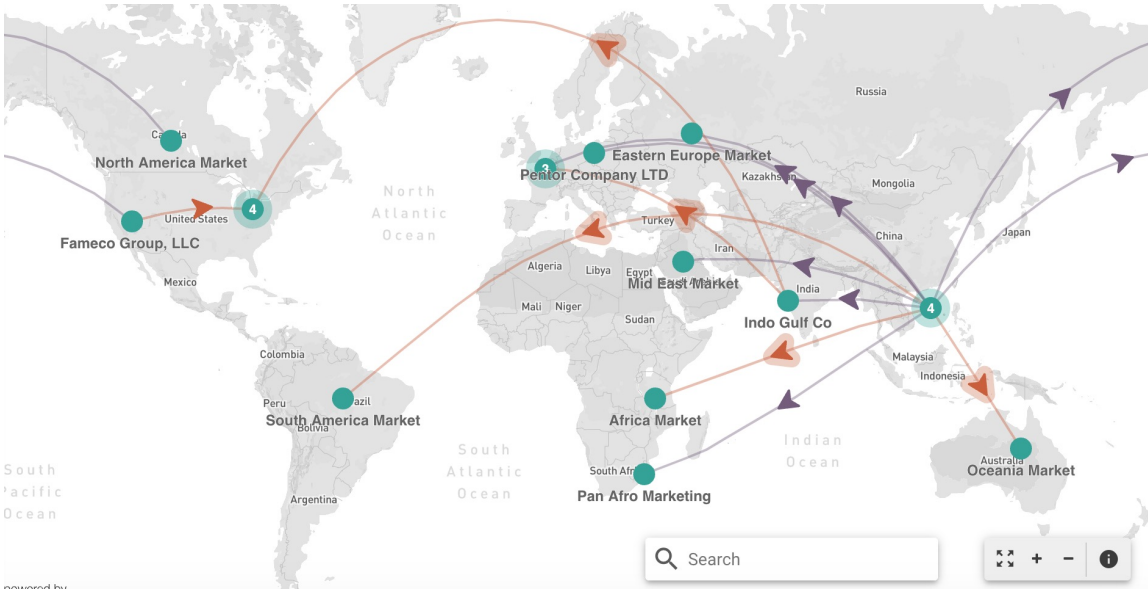 Russia
Canada
North America Market
3
Eastern Europe Market
Pentor Company LTD
Kazakhstan
Mongolia
North
Atlantic
Ocean
4
United States
Fameco Group, LLC
Turkey
China
Japan
Iran
Algeria
Libya
Egypt
Mid East Market
Mexico
India
Mali
Niger
Sudan
Indo Gulf Co
4
Colombia
Malaysia
Indonesia
Peru
Brazil
South America Market
Bolivia
Africa Market
South
Atlantic
Ocean
Indian
Ocean
Australia
Oceania Market
South
Pacific
Ocean
South Afri
Pan Afro Marketing
Argentina
Search
+
−
i
powered by